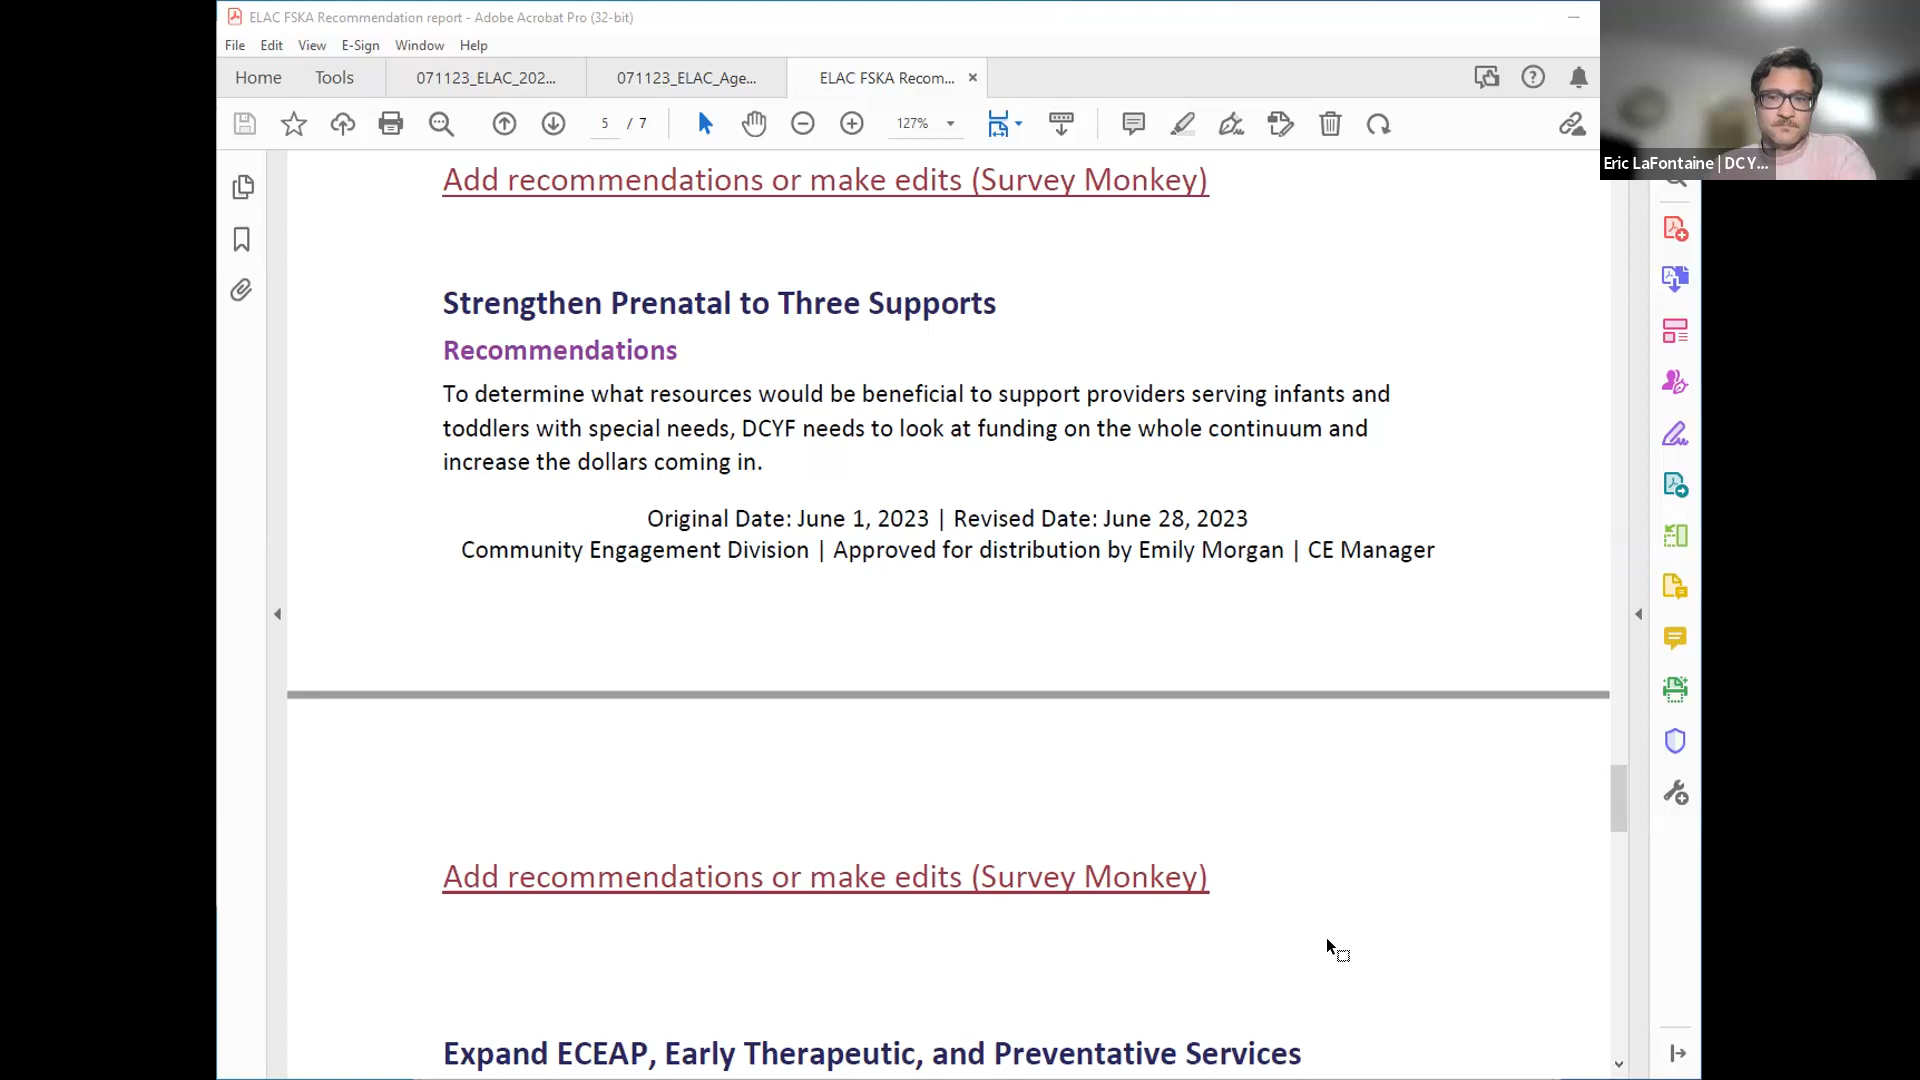 ELAC FSKA Recommendation report - Adobe Acrobat Pro (32-bit)
File Edit View E-Sign Window Help
Home Tools 071123_ELAC_202... 071123_ELAC_Age... ELAC FSKA Recom... ×
5 / 7 127%
Eric LaFontaine | DCY...
Add recommendations or make edits (Survey Monkey)
Strengthen Prenatal to Three Supports
Recommendations
To determine what resources would be beneficial to support providers serving infants and
toddlers with special needs, DCYF needs to look at funding on the whole continuum and
increase the dollars coming in.
Original Date: June 1, 2023 | Revised Date: June 28, 2023
Community Engagement Division | Approved for distribution by Emily Morgan | CE Manager
Add recommendations or make edits (Survey Monkey)
Expand ECEAP, Early Therapeutic, and Preventative Services